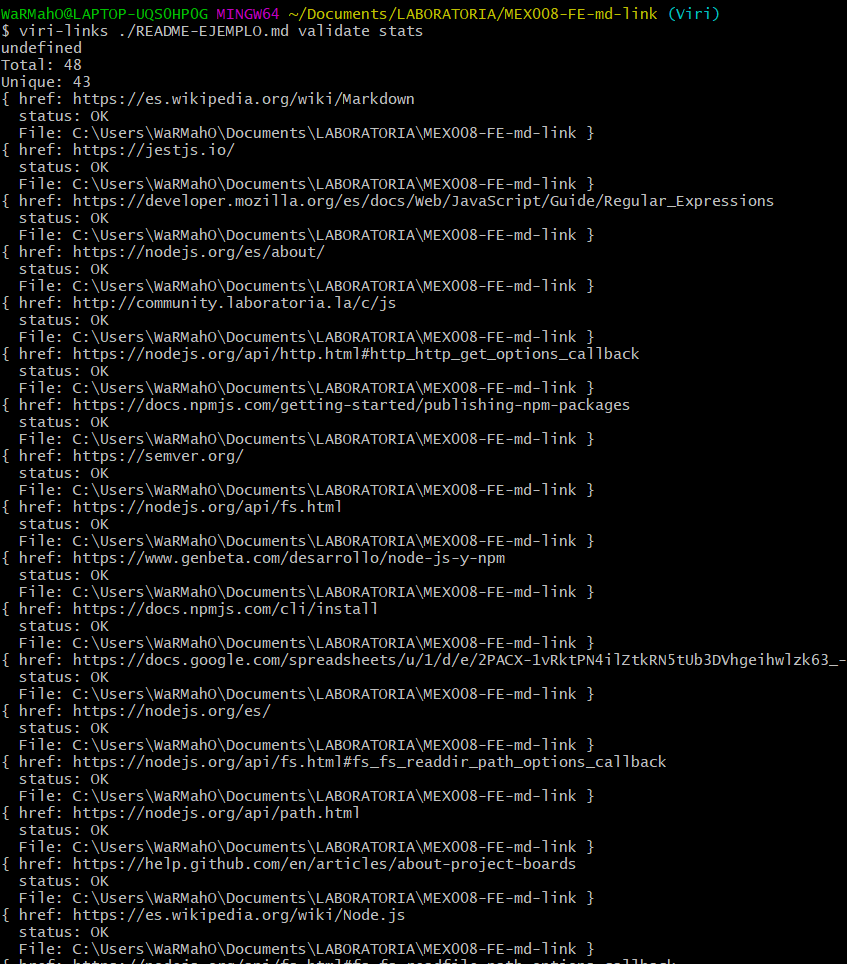 WaRMahO@LAPTOP-UQS0HP0G MINGW64 ~/Documents/LABORATORIA/MEX008-FE-md-link (Viri)
$ viri-links ./README-EJEMPLO.md validate stats
undefined
Total: 48
Unique: 43
{ href: https://es.wikipedia.org/wiki/Markdown
  status: OK
  File: C:\Users\WaRMahO\Documents\LABORATORIA\MEX008-FE-md-link }
{ href: https://jestjs.io/
  status: OK
  File: C:\Users\WaRMahO\Documents\LABORATORIA\MEX008-FE-md-link }
{ href: https://developer.mozilla.org/es/docs/Web/JavaScript/Guide/Regular_Expressions
  status: OK
  File: C:\Users\WaRMahO\Documents\LABORATORIA\MEX008-FE-md-link }
{ href: https://nodejs.org/es/about/
  status: OK
  File: C:\Users\WaRMahO\Documents\LABORATORIA\MEX008-FE-md-link }
{ href: http://community.laboratoria.la/c/js
  status: OK
  File: C:\Users\WaRMahO\Documents\LABORATORIA\MEX008-FE-md-link }
{ href: https://nodejs.org/api/http.html#http_http_get_options_callback
  status: OK
  File: C:\Users\WaRMahO\Documents\LABORATORIA\MEX008-FE-md-link }
{ href: https://docs.npmjs.com/getting-started/publishing-npm-packages
  status: OK
  File: C:\Users\WaRMahO\Documents\LABORATORIA\MEX008-FE-md-link }
{ href: https://semver.org/
  status: OK
  File: C:\Users\WaRMahO\Documents\LABORATORIA\MEX008-FE-md-link }
{ href: https://nodejs.org/api/fs.html
  status: OK
  File: C:\Users\WaRMahO\Documents\LABORATORIA\MEX008-FE-md-link }
{ href: https://www.genbeta.com/desarrollo/node-js-y-npm
  status: OK
  File: C:\Users\WaRMahO\Documents\LABORATORIA\MEX008-FE-md-link }
{ href: https://docs.npmjs.com/cli/install
  status: OK
  File: C:\Users\WaRMahO\Documents\LABORATORIA\MEX008-FE-md-link }
{ href: https://docs.google.com/spreadsheets/u/1/d/e/2PACX-1vRktPN4ilZtkRN5tUb3DVhgeihwlzk63_-
  status: OK
  File: C:\Users\WaRMahO\Documents\LABORATORIA\MEX008-FE-md-link }
{ href: https://nodejs.org/es/
  status: OK
  File: C:\Users\WaRMahO\Documents\LABORATORIA\MEX008-FE-md-link }
{ href: https://nodejs.org/api/fs.html#fs_fs_readdir_path_options_callback
  status: OK
  File: C:\Users\WaRMahO\Documents\LABORATORIA\MEX008-FE-md-link }
{ href: https://nodejs.org/api/path.html
  status: OK
  File: C:\Users\WaRMahO\Documents\LABORATORIA\MEX008-FE-md-link }
{ href: https://help.github.com/en/articles/about-project-boards
  status: OK
  File: C:\Users\WaRMahO\Documents\LABORATORIA\MEX008-FE-md-link }
{ href: https://es.wikipedia.org/wiki/Node.js
  status: OK
  File: C:\Users\WaRMahO\Documents\LABORATORIA\MEX008-FE-md-link }
{ href: https://nodejs.org/api/fs.html#fs_fs_readfile_path_options_callback